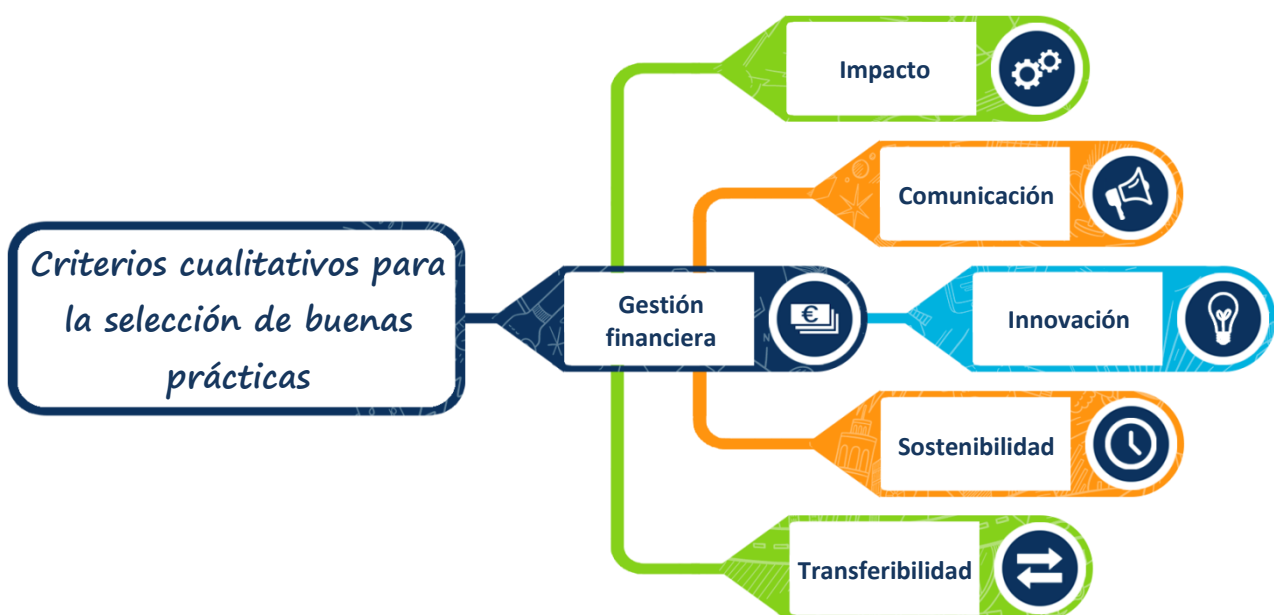 Criterios cualitativos para
la selección de buenas
prácticas
Impacto
Comunicación
Gestión
financiera
Innovación
Sostenibilidad
Transferibilidad